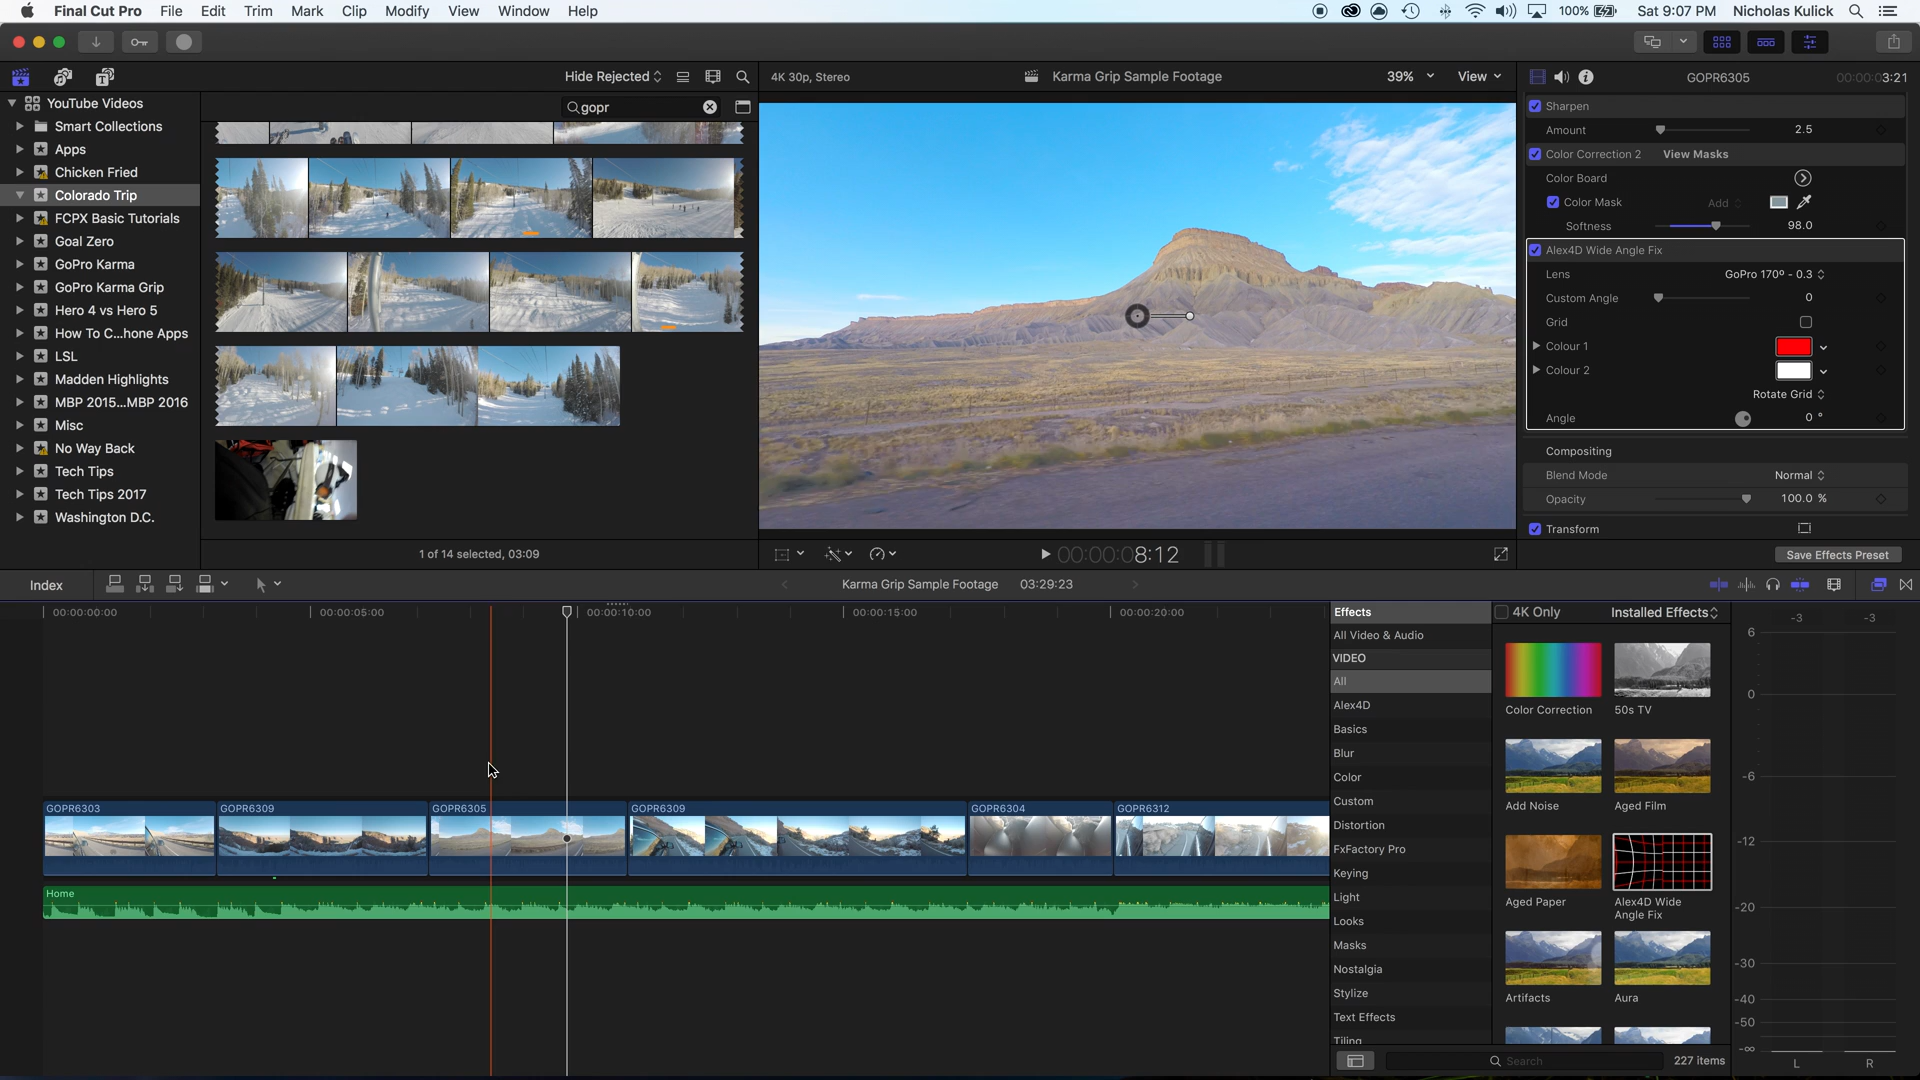 Final Cut Pro File Edit Trim Mark Clip Modify View Window Help 100% Sat 9:07 PM Nicholas Kulick
Hide Rejected
4K 30p, Stereo Karma Grip Sample Footage 39% View
GOPR6305 00:00:03:21
gopr
YouTube Videos
Smart Collections
Apps
Chicken Fried
Colorado Trip
FCPX Basic Tutorials
Goal Zero
GoPro Karma
GoPro Karma Grip
Hero 4 vs Hero 5
How To C...hone Apps
LSL
Madden Highlights
MBP 2015...MBP 2016
Misc
No Way Back
Tech Tips
Tech Tips 2017
Washington D.C.
1 of 14 selected, 03:09
00:00:08:12
Sharpen
Amount 2.5
Color Correction 2 View Masks
Color Board
Color Mask Add
Softness 98.0
Alex4D Wide Angle Fix
Lens GoPro 170º - 0.3
Custom Angle 0
Grid
Colour 1
Colour 2
Rotate Grid
Angle 0 °
Compositing
Blend Mode Normal
Opacity 100.0 %
Transform
Save Effects Preset
Index Karma Grip Sample Footage 03:29:23
00:00:00:00 00:00:05:00 00:00:10:00 00:00:15:00 00:00:20:00
GOPR6303 GOPR6309 GOPR6305 GOPR6309 GOPR6304 GOPR6312
Home
Effects
All Video & Audio
VIDEO
All
Alex4D
Basics
Blur
Color
Custom
Distortion
FxFactory Pro
Keying
Light
Looks
Masks
Nostalgia
Stylize
Text Effects
Tiling
4K Only Installed Effects
Color Correction 50s TV
Add Noise Aged Film
Aged Paper Alex4D Wide
Angle Fix
Artifacts Aura
Search 227 items
-3 -3
6
0
-6
-12
-20
-30
-40
-50
-∞
L R